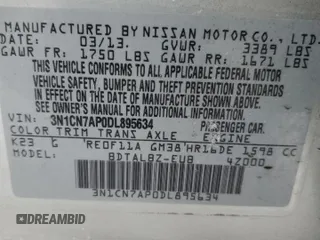 MANUFACTURED BY NISSAN MOTOR CO., LTD.
03/13. GVWR: 3389 LBS
GAWR FR: 1750 LBS GAWR RR: 1671 LBS
THIS VEHICLE CONFORMS TO ALL APPLICABLE FEDERAL MOTOR
VEHICLE SAFETY, BUMPER AND THEFT PREVENTION STANDARDS
IN EFFECT ON THE DATE OF MANUFACTURE SHOWN ABOVE.
SEE OWNER'S MANUAL FOR ADDITIONAL INFORMATION
VIN: 3N1CN7AP0DL895634 PASSENGER CAR
COLOR TRIM TRANS AXLE ENGINE
K23 G RE0F11A GM38 HR16DE 1598 CC
MODEL: BDTALBZ-EUB 4Z000
3N1CN7AP0DL895634
DREAMBID